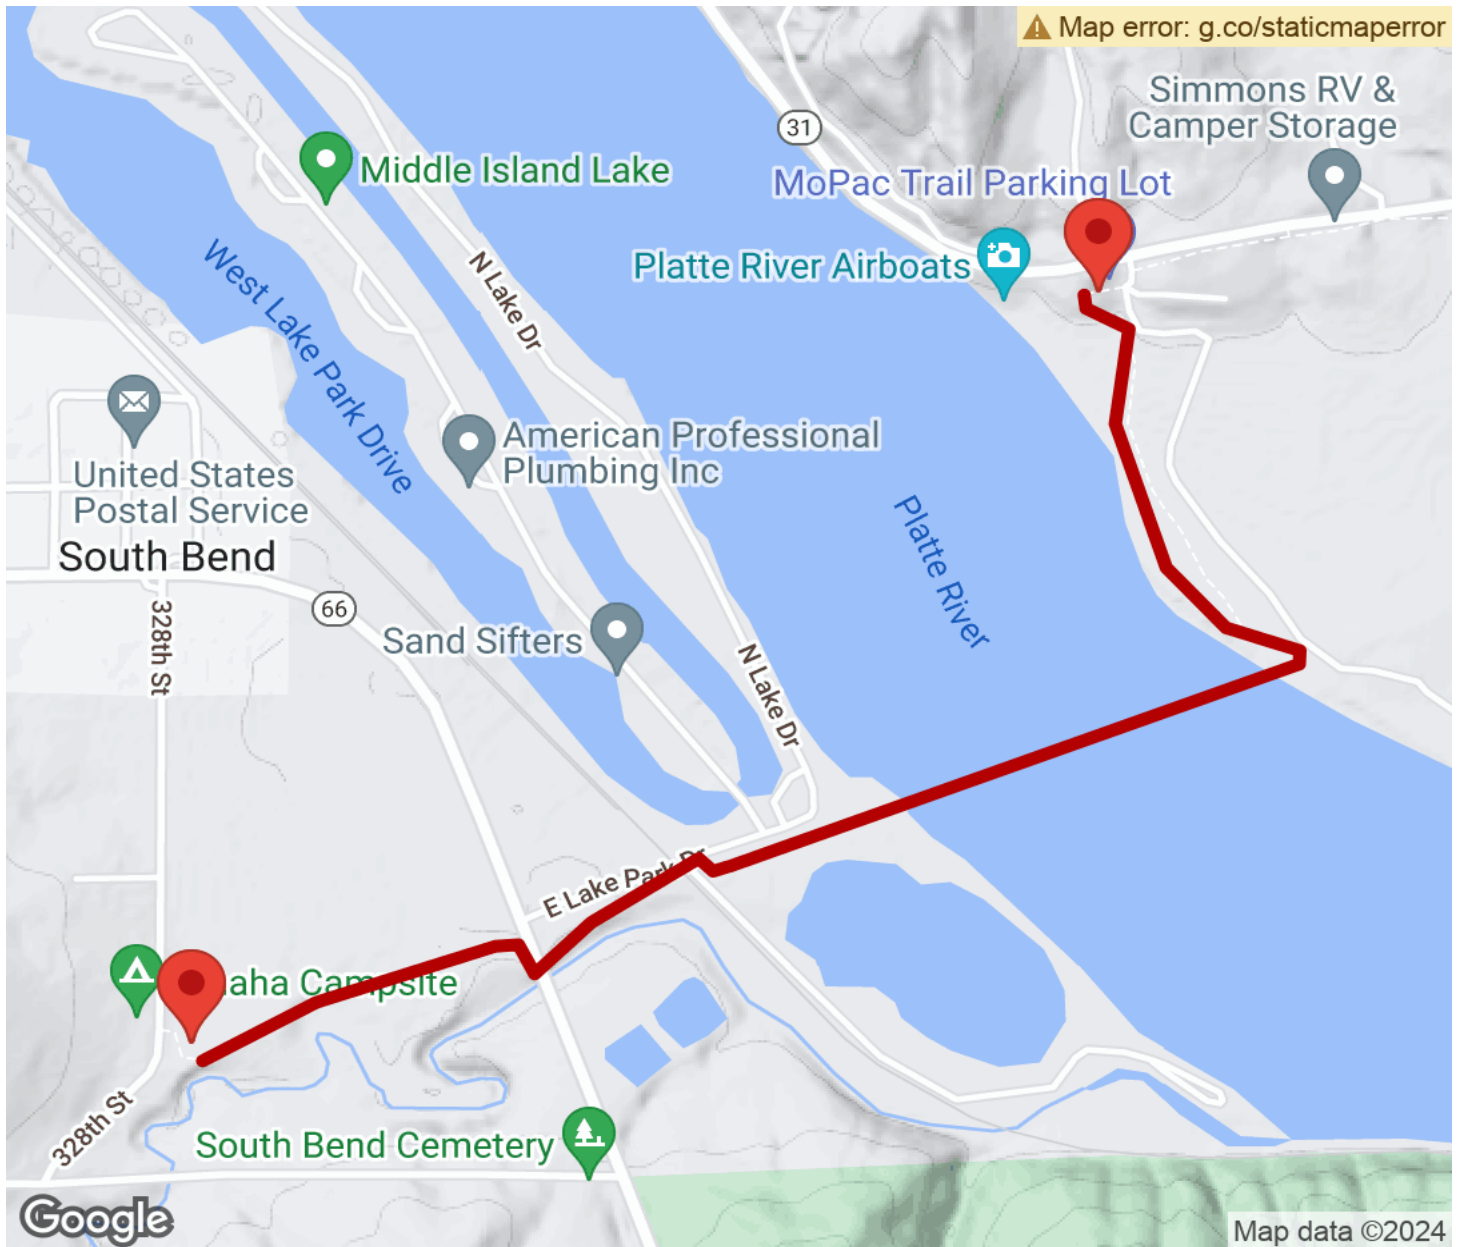 Map error: g.co/staticmaperror
Simmons RV &
Camper Storage
31
MoPac Trail Parking Lot
Middle Island Lake
Platte River Airboats
N Lake Dr
West Lake Park Drive
American Professional
Plumbing Inc
United States
Postal Service
South Bend
Platte River
66
328th St
Sand Sifters
N Lake Dr
E Lake Park Dr
aha Campsite
328th St
South Bend Cemetery
Google
Map data ©2024